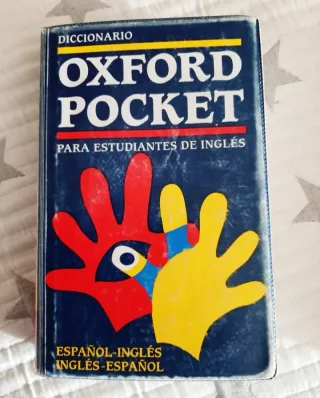 DICCIONARIO
OXFORD
POCKET
PARA ESTUDIANTES DE INGLÉS
ESPAÑOL-INGLÉS
INGLÉS-ESPAÑOL